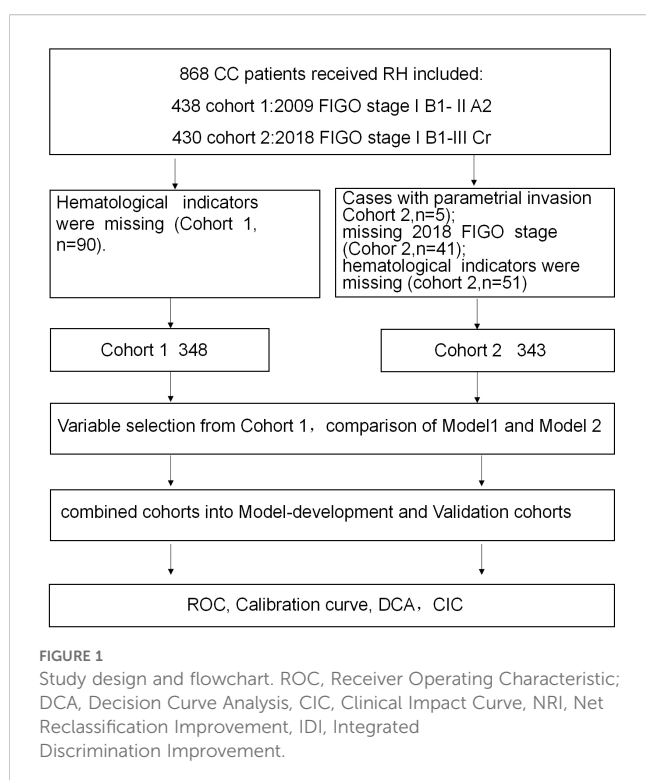 868 CC patients received RH included:
438 cohort 1:2009 FIGO stage I B1- II A2
430 cohort 2:2018 FIGO stage I B1-III Cr
Hematological indicators
were missing (Cohort 1,
n=90).
Cases with parametrial invasion
Cohort 2,n=5);
missing 2018 FIGO stage
(Cohor 2,n=41);
hematological indicators were
missing (cohort 2,n=51)
Cohort 1 348
Cohort 2 343
Variable selection from Cohort 1，comparison of Model1 and Model 2
combined cohorts into Model-development and Validation cohorts
ROC, Calibration curve, DCA，CIC
FIGURE 1
Study design and flowchart. ROC, Receiver Operating Characteristic;
DCA, Decision Curve Analysis, CIC, Clinical Impact Curve, NRI, Net
Reclassification Improvement, IDI, Integrated
Discrimination Improvement.